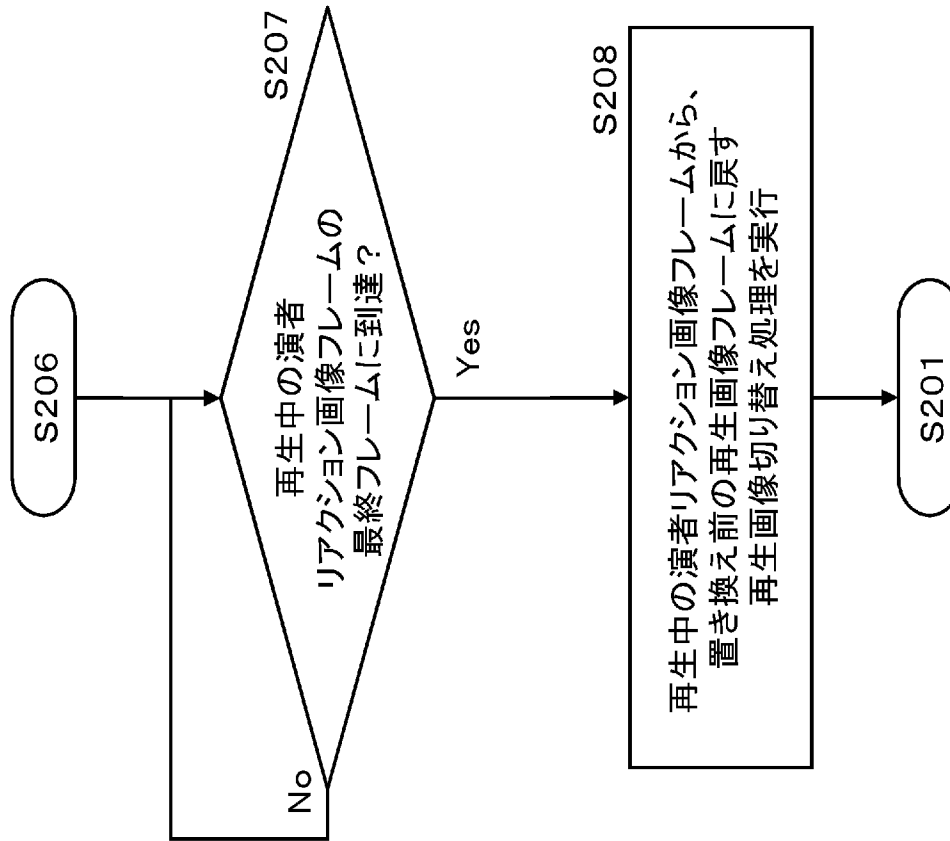 S206
S207
再生中の演者
リアクション画像フレームの
最終フレームに到達？
No
Yes
S208
再生中の演者リアクション画像フレームから、
置き換え前の再生画像フレームに戻す
再生画像切り替え処理を実行
S201